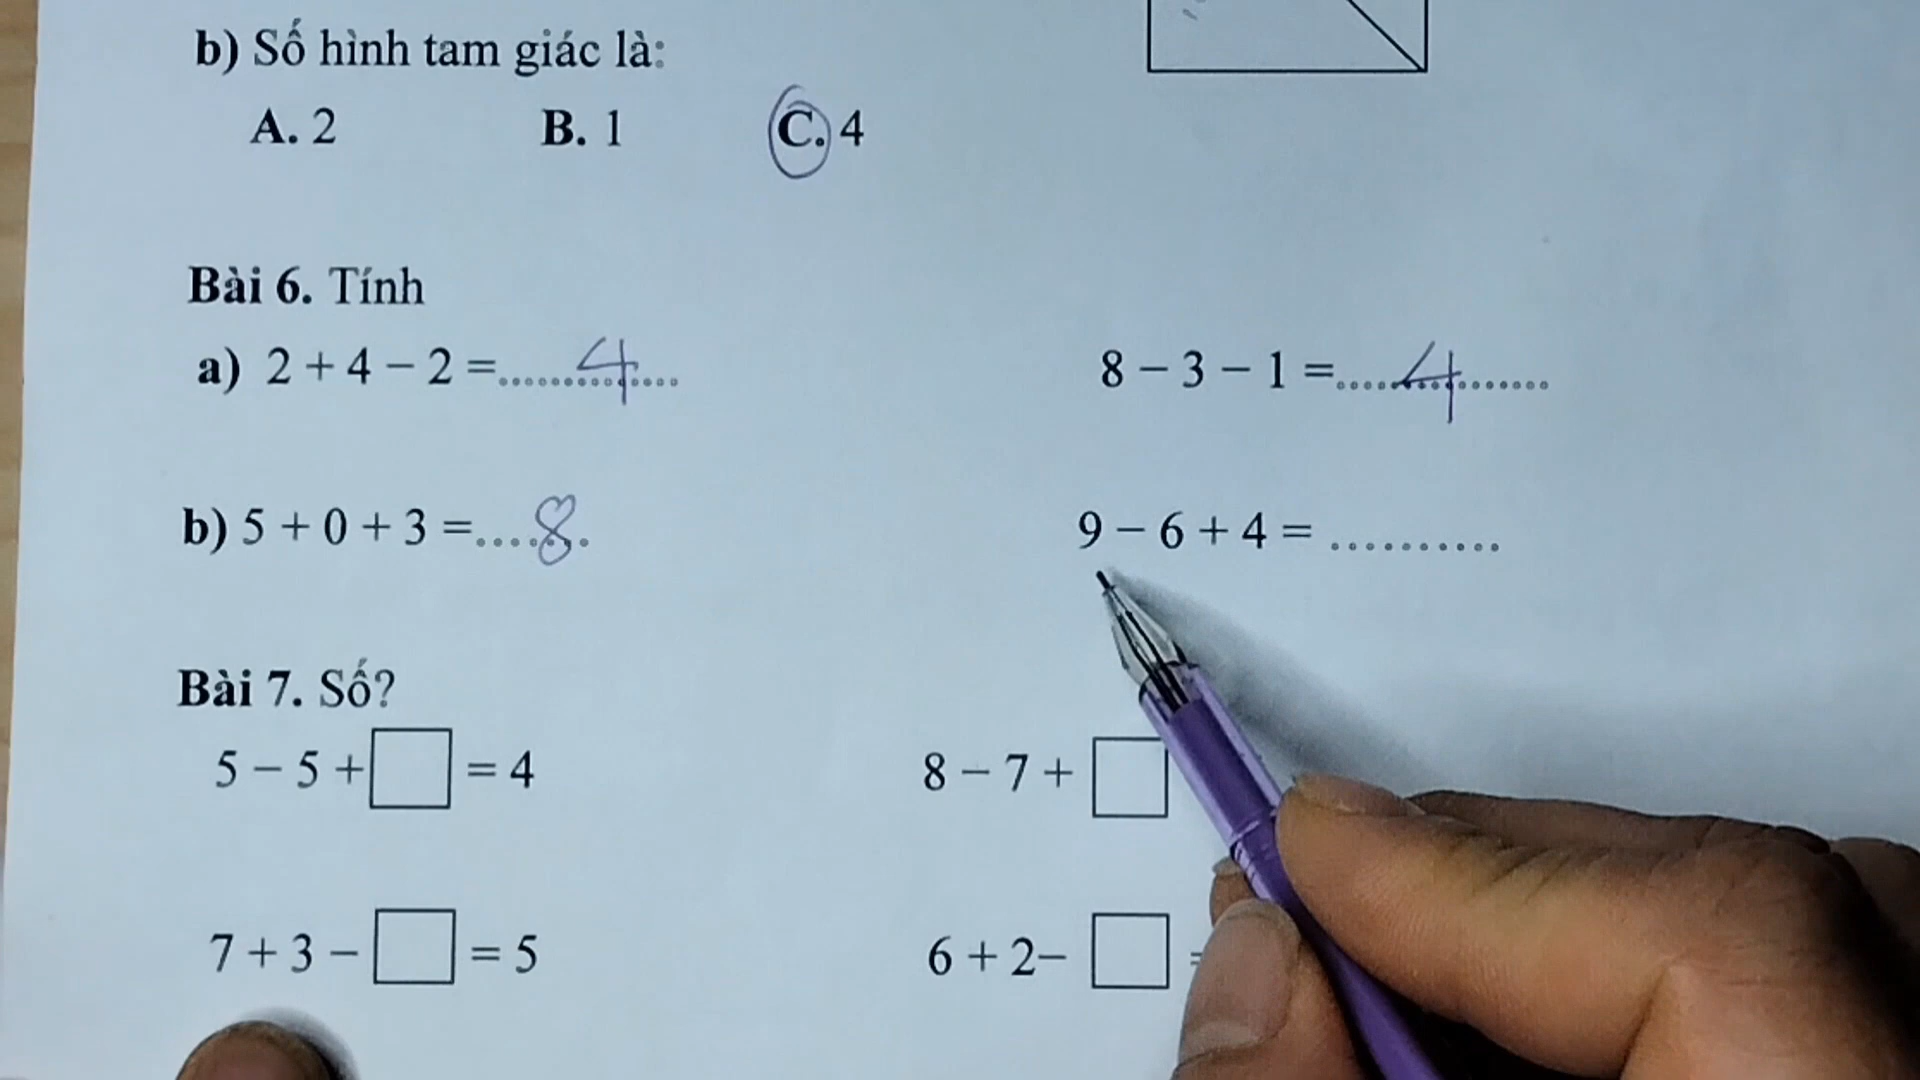 b) Số hình tam giác là:
A. 2 B. 1 C. 4
Bài 6. Tính
a) 2 + 4 − 2 =..............4.... 8 − 3 − 1 =......4........
b) 5 + 0 + 3 =....8. 9 − 6 + 4 = ..........
Bài 7. Số?
5 − 5 + □ = 4 8 − 7 + □
7 + 3 − □ = 5 6 + 2− □ =